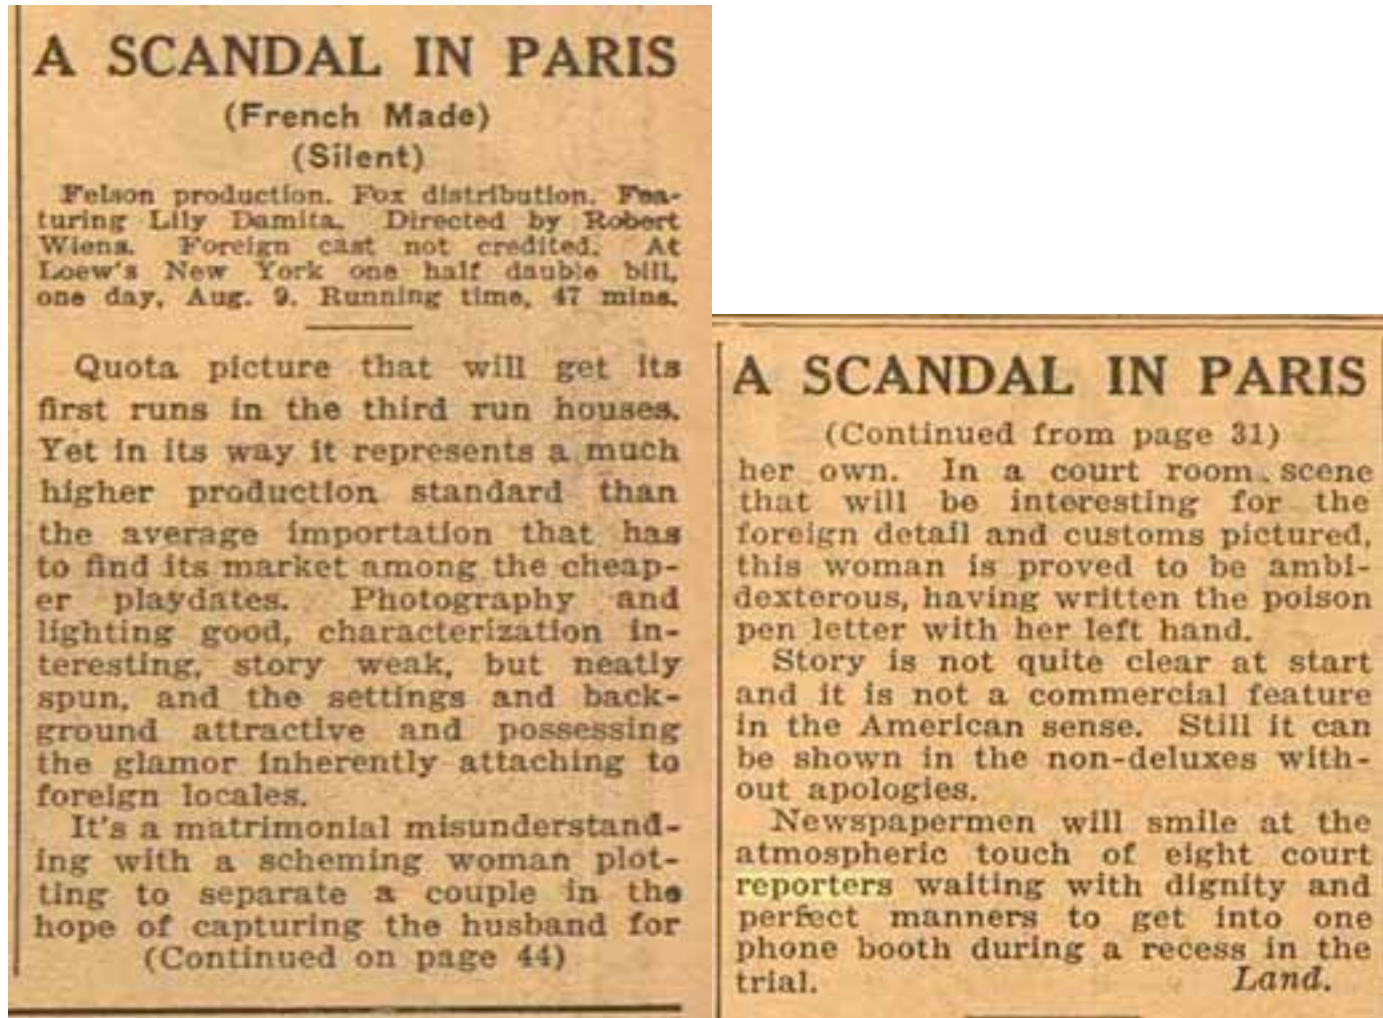 A SCANDAL IN PARIS
(French Made)
(Silent)
Felson production. Fox distribution. Fea-
turing Lily Damita. Directed by Robert
Wiens. Foreign cast not credited. At
Loew's New York one half dauble bill,
one day, Aug. 9. Running time, 47 mins.
Quota picture that will get its
first runs in the third run houses.
Yet in its way it represents a much
higher production standard than
the average importation that has
to find its market among the cheap-
er playdates. Photography and
lighting good, characterization in-
teresting, story weak, but neatly
spun, and the settings and back-
ground attractive and possessing
the glamor inherently attaching to
foreign locales.
It's a matrimonial misunderstand-
ing with a scheming woman plot-
ting to separate a couple in the
hope of capturing the husband for
(Continued on page 44)
A SCANDAL IN PARIS
(Continued from page 31)
her own. In a court room scene
that will be interesting for the
foreign detail and customs pictured,
this woman is proved to be ambi-
dexterous, having written the poison
pen letter with her left hand.
Story is not quite clear at start
and it is not a commercial feature
in the American sense. Still it can
be shown in the non-deluxes with-
out apologies.
Newspapermen will smile at the
atmospheric touch of eight court
reporters waiting with dignity and
perfect manners to get into one
phone booth during a recess in the
trial. Land.